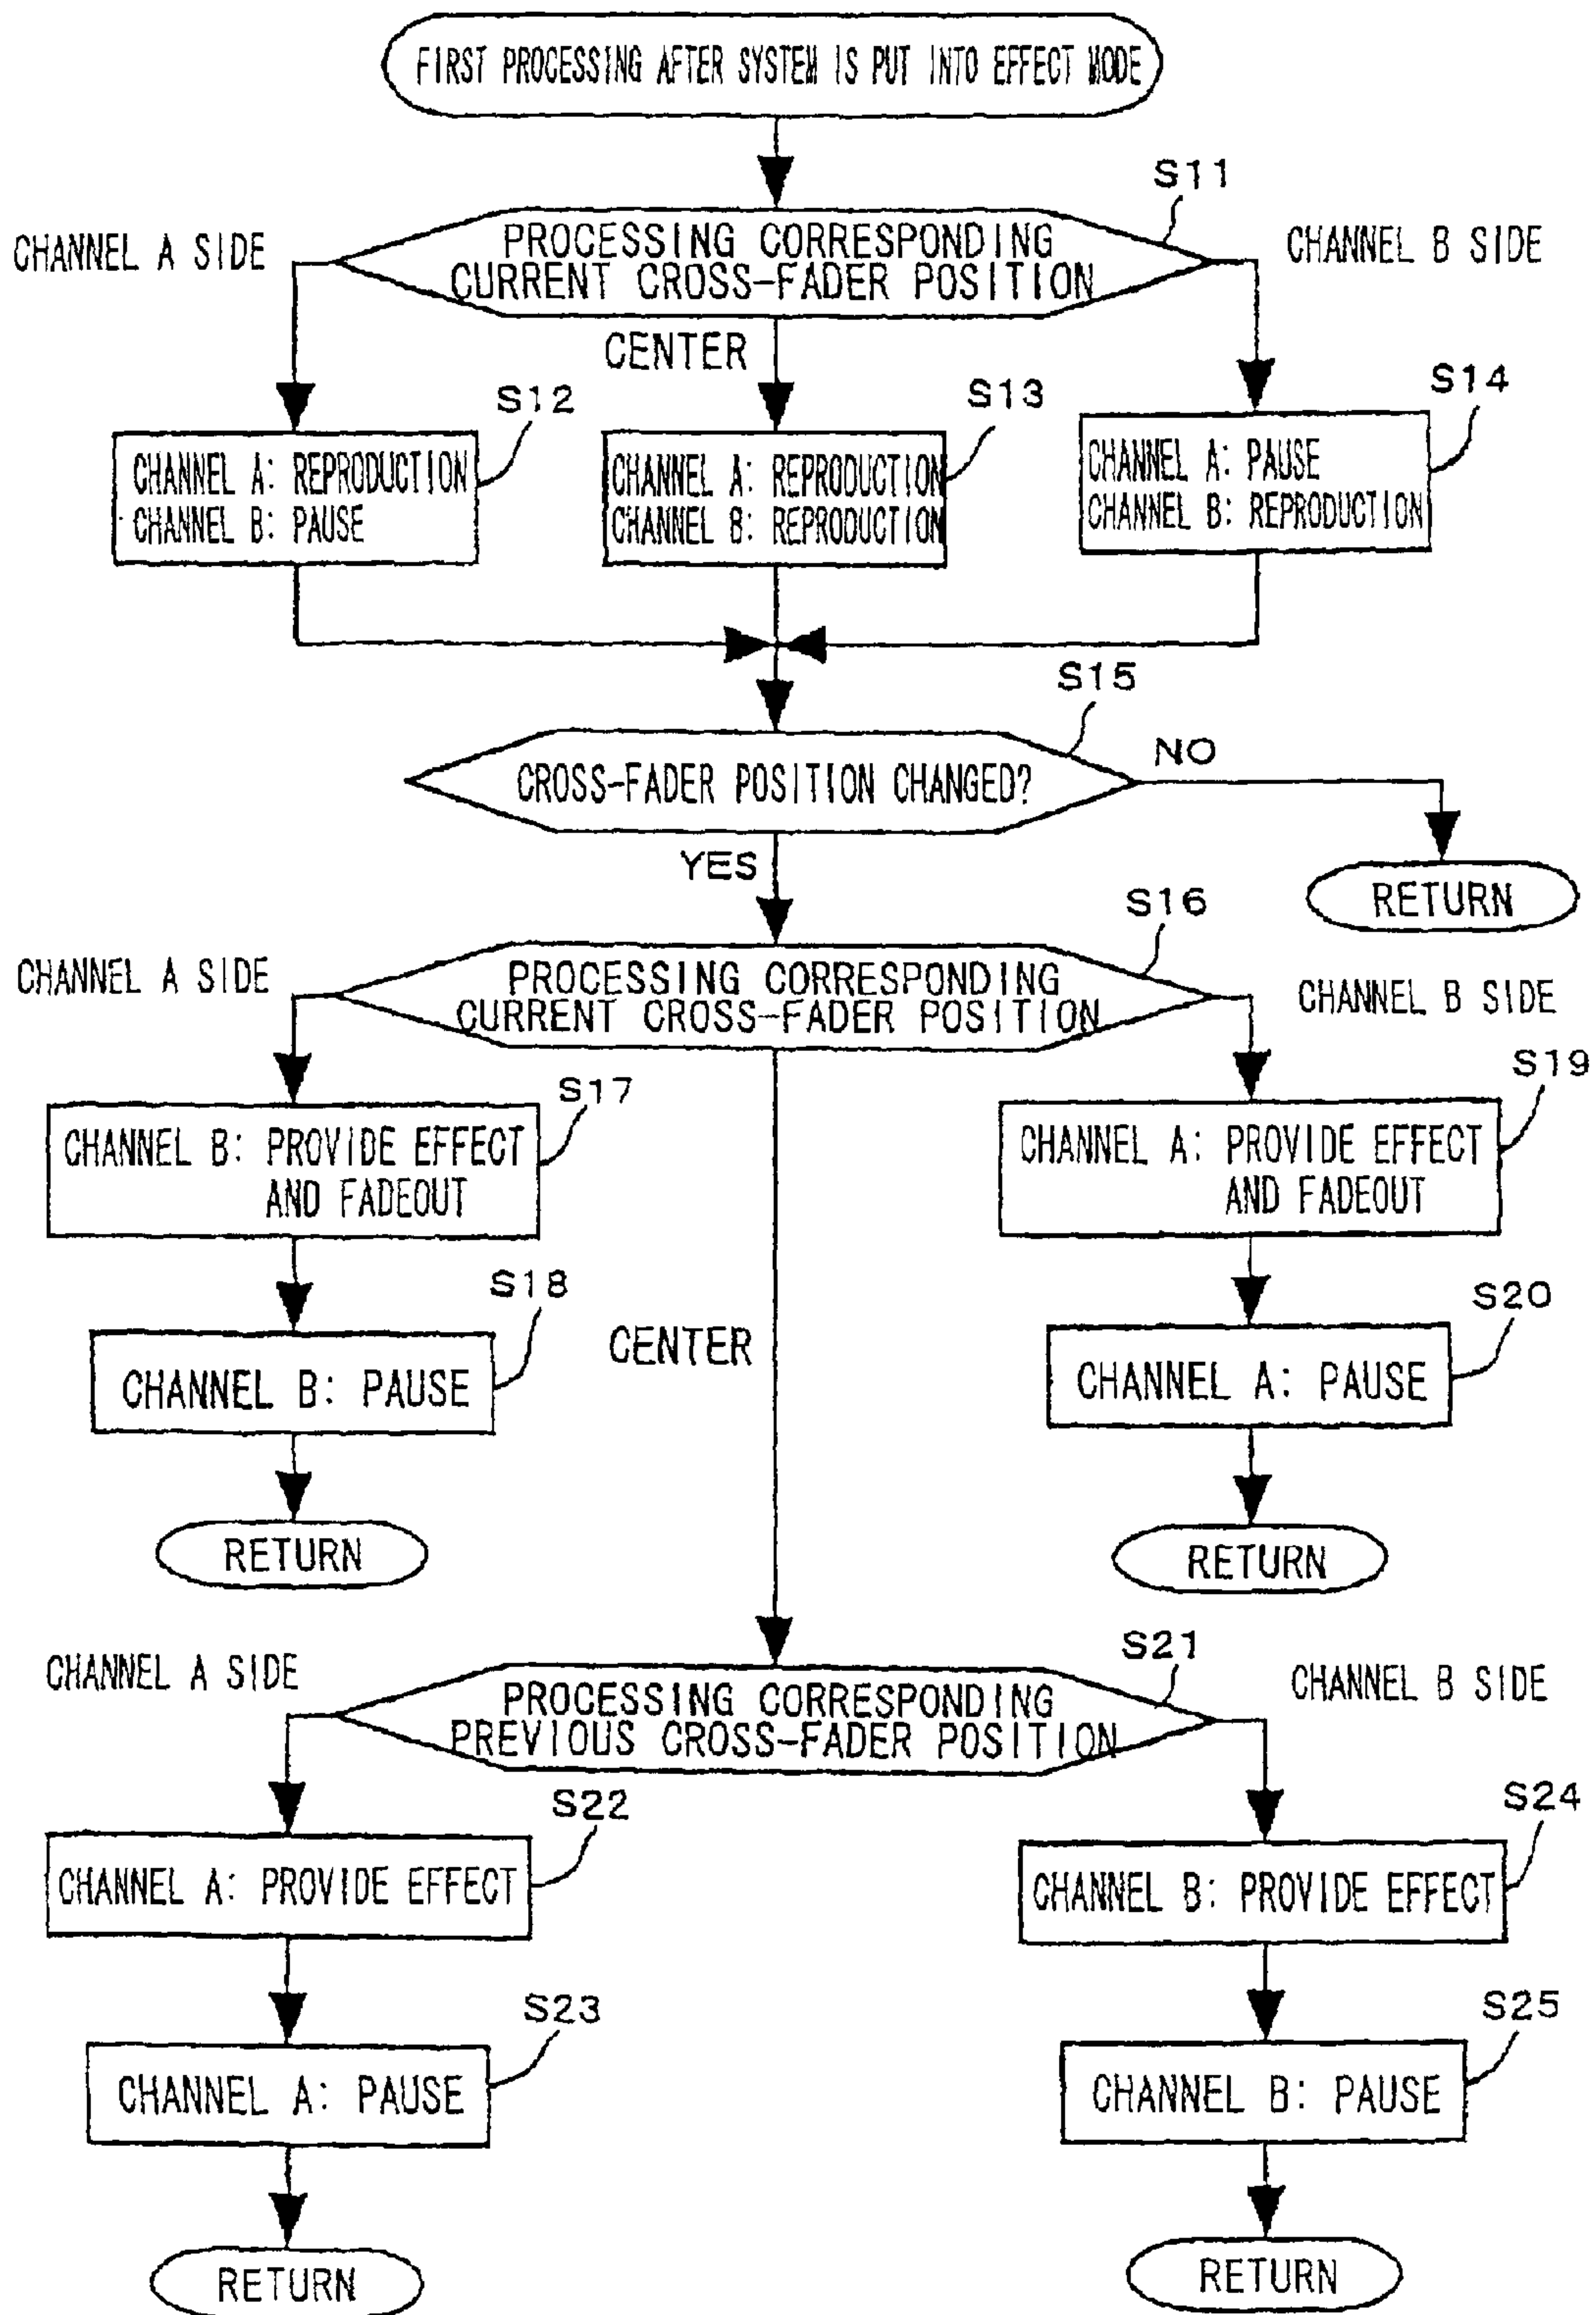 FIRST PROCESSING AFTER SYSTEM IS PUT INTO EFFECT MODE
S11
CHANNEL A SIDE
PROCESSING CORRESPONDING
CURRENT CROSS-FADER POSITION
CHANNEL B SIDE
CENTER
S12
S13
S14
CHANNEL A: REPRODUCTION
CHANNEL B: PAUSE
CHANNEL A: REPRODUCTION
CHANNEL B: REPRODUCTION
CHANNEL A: PAUSE
CHANNEL B: REPRODUCTION
S15
CROSS-FADER POSITION CHANGED?
NO
YES
RETURN
S16
CHANNEL A SIDE
PROCESSING CORRESPONDING
CURRENT CROSS-FADER POSITION
CHANNEL B SIDE
S17
CHANNEL B: PROVIDE EFFECT
AND FADEOUT
S19
CHANNEL A: PROVIDE EFFECT
AND FADEOUT
S18
CHANNEL B: PAUSE
CENTER
S20
CHANNEL A: PAUSE
RETURN
RETURN
S21
CHANNEL A SIDE
PROCESSING CORRESPONDING
PREVIOUS CROSS-FADER POSITION
CHANNEL B SIDE
S22
CHANNEL A: PROVIDE EFFECT
S24
CHANNEL B: PROVIDE EFFECT
S23
CHANNEL A: PAUSE
S25
CHANNEL B: PAUSE
RETURN
RETURN